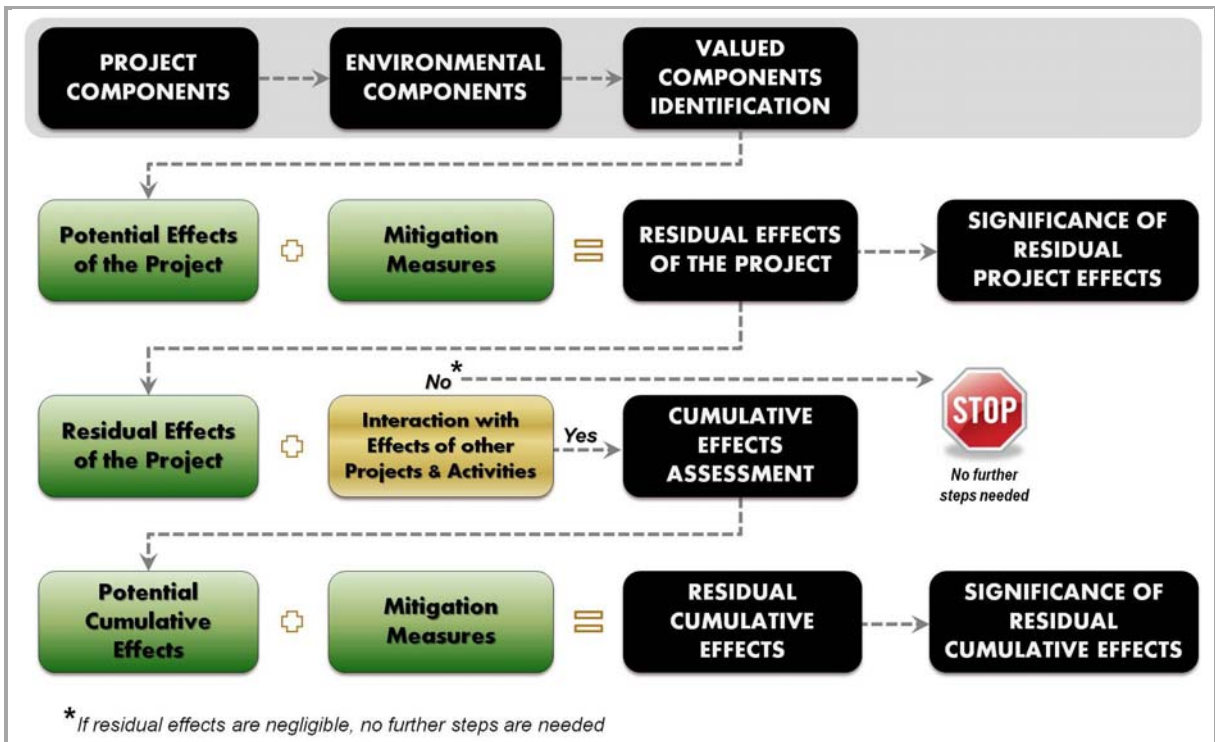 PROJECT
COMPONENTS
ENVIRONMENTAL
COMPONENTS
VALUED
COMPONENTS
IDENTIFICATION
Potential Effects
of the Project
Mitigation
Measures
RESIDUAL EFFECTS
OF THE PROJECT
SIGNIFICANCE OF
RESIDUAL
PROJECT EFFECTS
No*
Residual Effects
of the Project
Interaction with
Effects of other
Projects & Activities
Yes
CUMULATIVE
EFFECTS
ASSESSMENT
STOP
No further
steps needed
Potential
Cumulative
Effects
Mitigation
Measures
RESIDUAL
CUMULATIVE
EFFECTS
SIGNIFICANCE OF
RESIDUAL
CUMULATIVE EFFECTS
*If residual effects are negligible, no further steps are needed